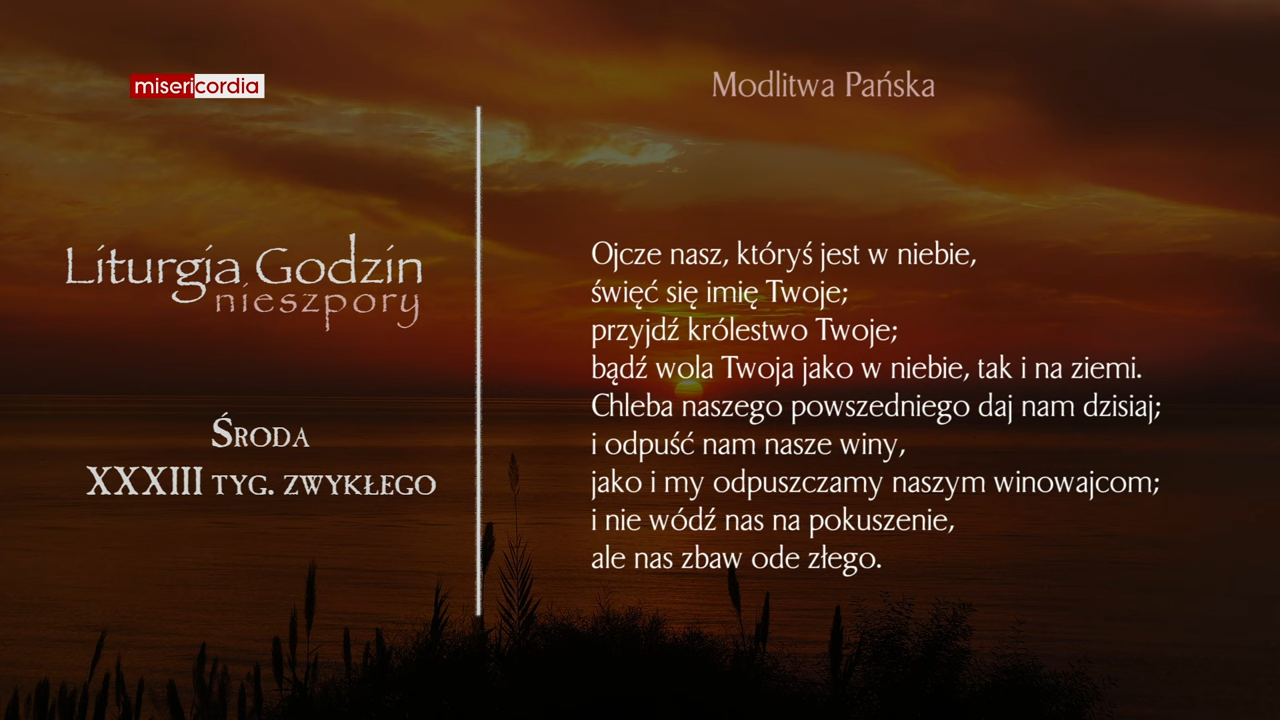 misericordia
Liturgia Godzin
nieszpory
Środa
XXXIII tyg. zwykłego
Modlitwa Pańska
Ojcze nasz, któryś jest w niebie,
święć się imię Twoje;
przyjdź królestwo Twoje;
bądź wola Twoja jako w niebie, tak i na ziemi.
Chleba naszego powszedniego daj nam dzisiaj;
i odpuść nam nasze winy,
jako i my odpuszczamy naszym winowajcom;
i nie wódź nas na pokuszenie,
ale nas zbaw ode złego.